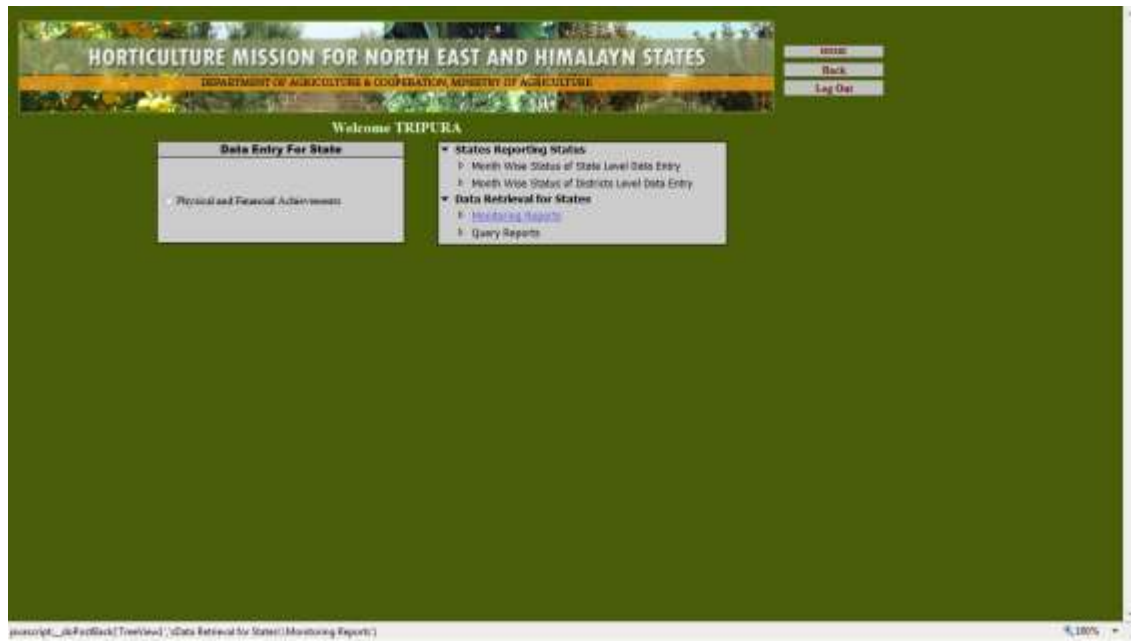 HORTICULTURE MISSION FOR NORTH EAST AND HIMALAYN STATES
DEPARTMENT OF AGRICULTURE & COOPERATION, MINISTRY OF AGRICULTURE
HOME
Back
Log Out
Welcome TRIPURA
Data Entry For State
Physical and Financial Achievements
States Reporting Status
Month Wise Status of State Level Data Entry
Month Wise Status of Districts Level Data Entry
Data Retrieval for States
Monitoring Reports
Query Reports
javascript:__doPostBack('TreeView1','sData Retrieval for States\\Monitoring Reports')
100%